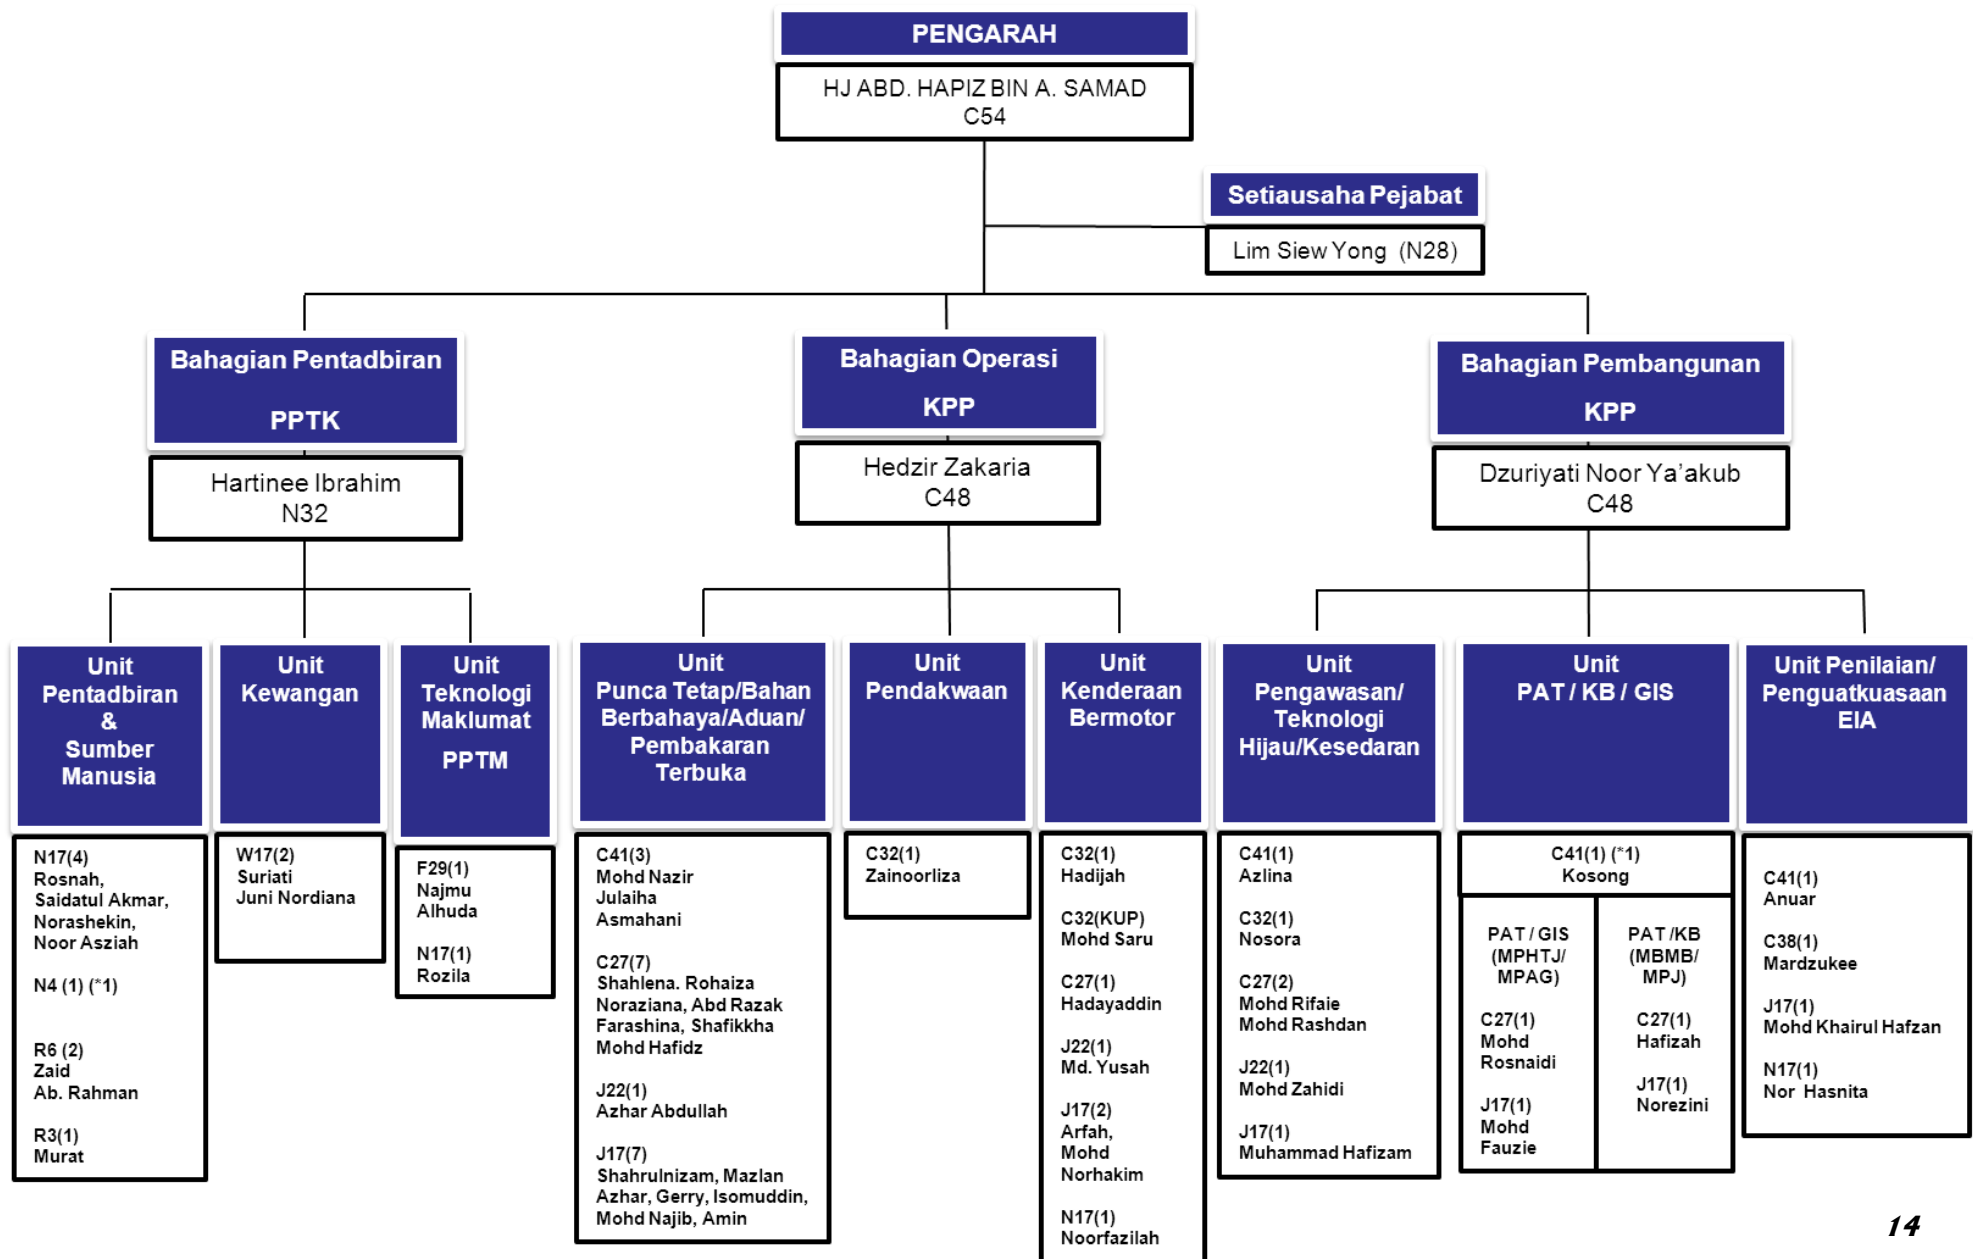 PENGARAH
HJ ABD. HAPIZ BIN A. SAMAD
C54
Setiausaha Pejabat
Lim Siew Yong (N28)
Bahagian Pentadbiran
PPTK
Hartinee Ibrahim
N32
Bahagian Operasi
KPP
Hedzir Zakaria
C48
Bahagian Pembangunan
KPP
Dzuriyati Noor Ya'akub
C48
Unit
Pentadbiran
&
Sumber
Manusia
N17(4)
Rosnah,
Saidatul Akmar,
Norashekin,
Noor Asziah
N4 (1) (*1)
R6 (2)
Zaid
Ab. Rahman
R3(1)
Murat
Unit
Kewangan
W17(2)
Suriati
Juni Nordiana
Unit
Teknologi
Maklumat
PPTM
F29(1)
Najmu
Alhuda
N17(1)
Rozila
Unit
Punca Tetap/Bahan
Berbahaya/Aduan/
Pembakaran
Terbuka
C41(3)
Mohd Nazir
Julaiha
Asmahani
C27(7)
Shahlena. Rohaiza
Noraziana, Abd Razak
Farashina, Shafikkha
Mohd Hafidz
J22(1)
Azhar Abdullah
J17(7)
Shahrulnizam, Mazlan
Azhar, Gerry, Isomuddin,
Mohd Najib, Amin
Unit
Pendakwaan
C32(1)
Zainoorliza
Unit
Kenderaan
Bermotor
C32(1)
Hadijah
C32(KUP)
Mohd Saru
C27(1)
Hadayaddin
J22(1)
Md. Yusah
J17(2)
Arfah,
Mohd
Norhakim
N17(1)
Noorfazilah
Unit
Pengawasan/
Teknologi
Hijau/Kesedaran
C41(1)
Azlina
C32(1)
Nosora
C27(2)
Mohd Rifaie
Mohd Rashdan
J22(1)
Mohd Zahidi
J17(1)
Muhammad Hafizam
Unit
PAT / KB / GIS
C41(1) (*1)
Kosong
PAT / GIS
(MPHTJ/
MPAG)
C27(1)
Mohd
Rosnaidi
J17(1)
Mohd
Fauzie
PAT /KB
(MBMB/
MPJ)
C27(1)
Hafizah
J17(1)
Norezini
Unit Penilaian/
Penguatkuasaan
EIA
C41(1)
Anuar
C38(1)
Mardzukee
J17(1)
Mohd Khairul Hafzan
N17(1)
Nor Hasnita
14